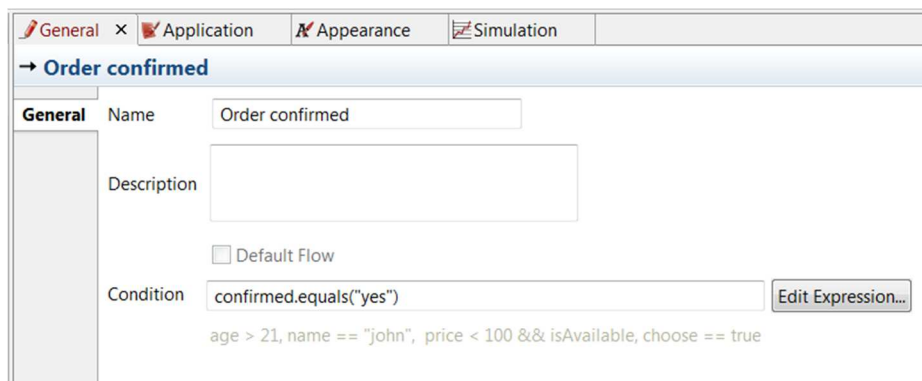 General × Application Appearance Simulation
→ Order confirmed
General Name Order confirmed
Description
Default Flow
Condition confirmed.equals("yes") Edit Expression...
age > 21, name == "john", price < 100 && isAvailable, choose == true